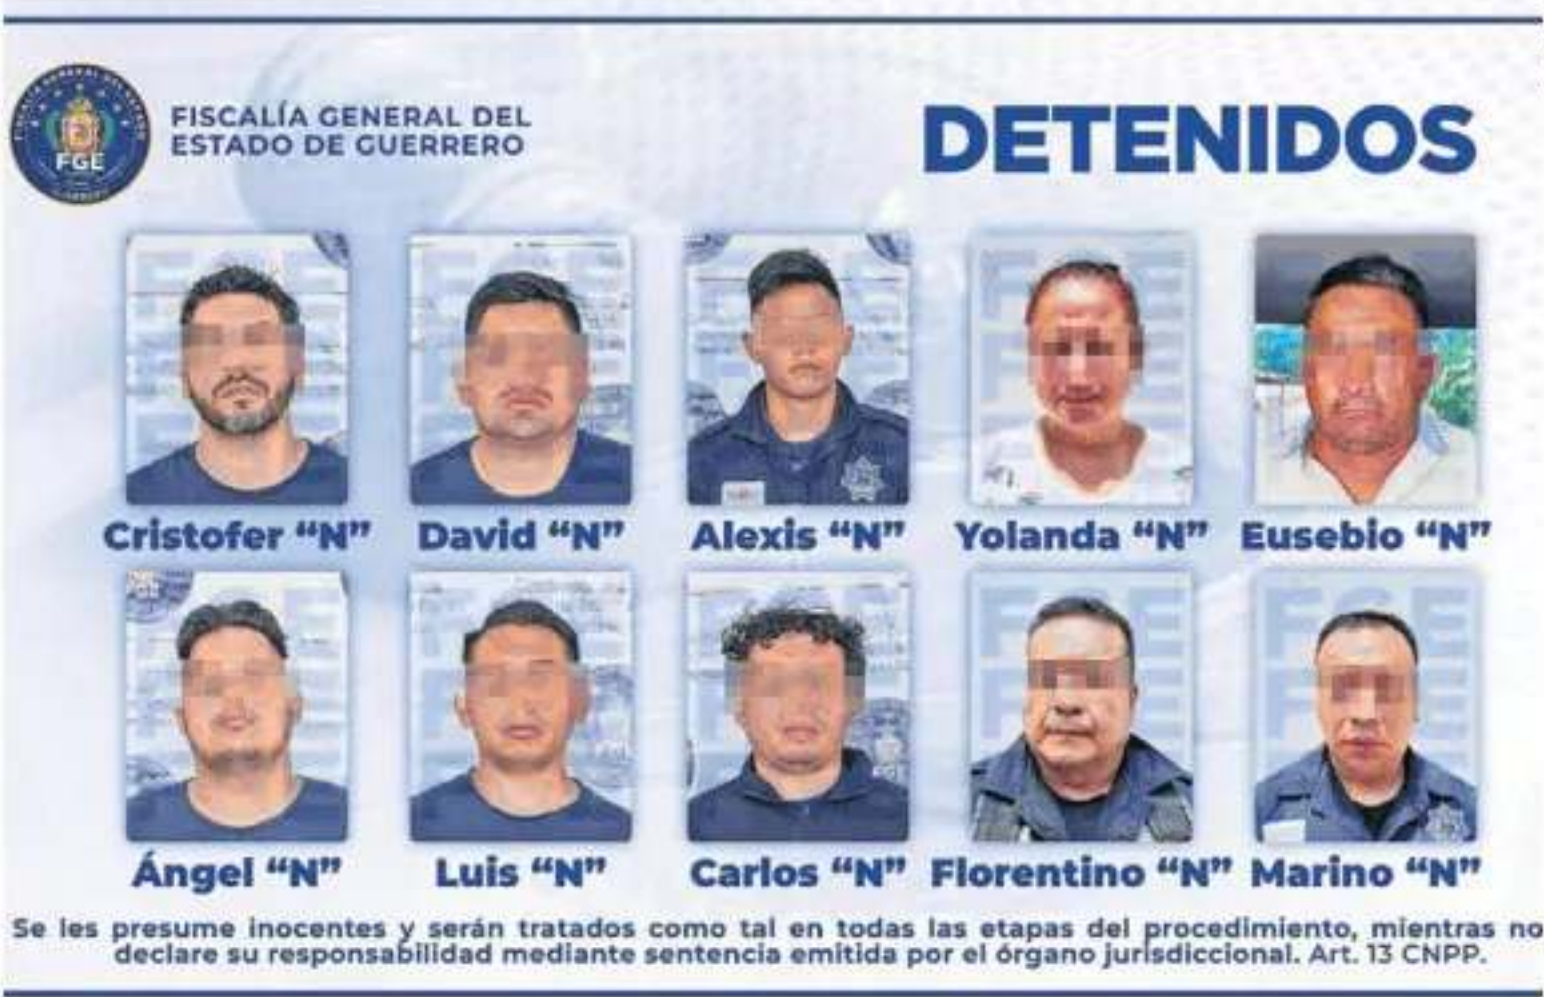 FGE
FISCALÍA GENERAL DEL
ESTADO DE GUERRERO
DETENIDOS
Cristofer “N”
David “N”
Alexis “N”
Yolanda “N”
Eusebio “N”
Ángel “N”
Luis “N”
Carlos “N”
Florentino “N”
Marino “N”
Se les presume inocentes y serán tratados como tal en todas las etapas del procedimiento, mientras no
declare su responsabilidad mediante sentencia emitida por el órgano jurisdiccional. Art. 13 CNPP.